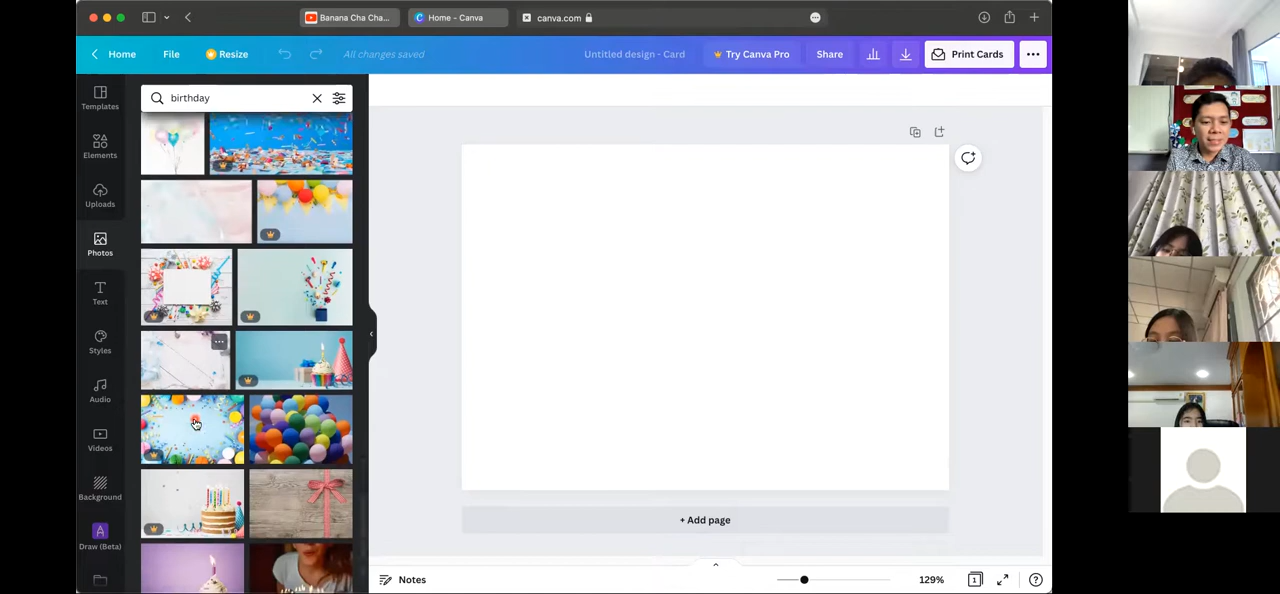 Banana Cha Cha...
Home - Canva
canva.com
Home
File
Resize
All changes saved
Untitled design - Card
Try Canva Pro
Share
Print Cards
Templates
Elements
Uploads
Photos
Text
Styles
Audio
Videos
Background
Draw (Beta)
birthday
+ Add page
Notes
129%
1